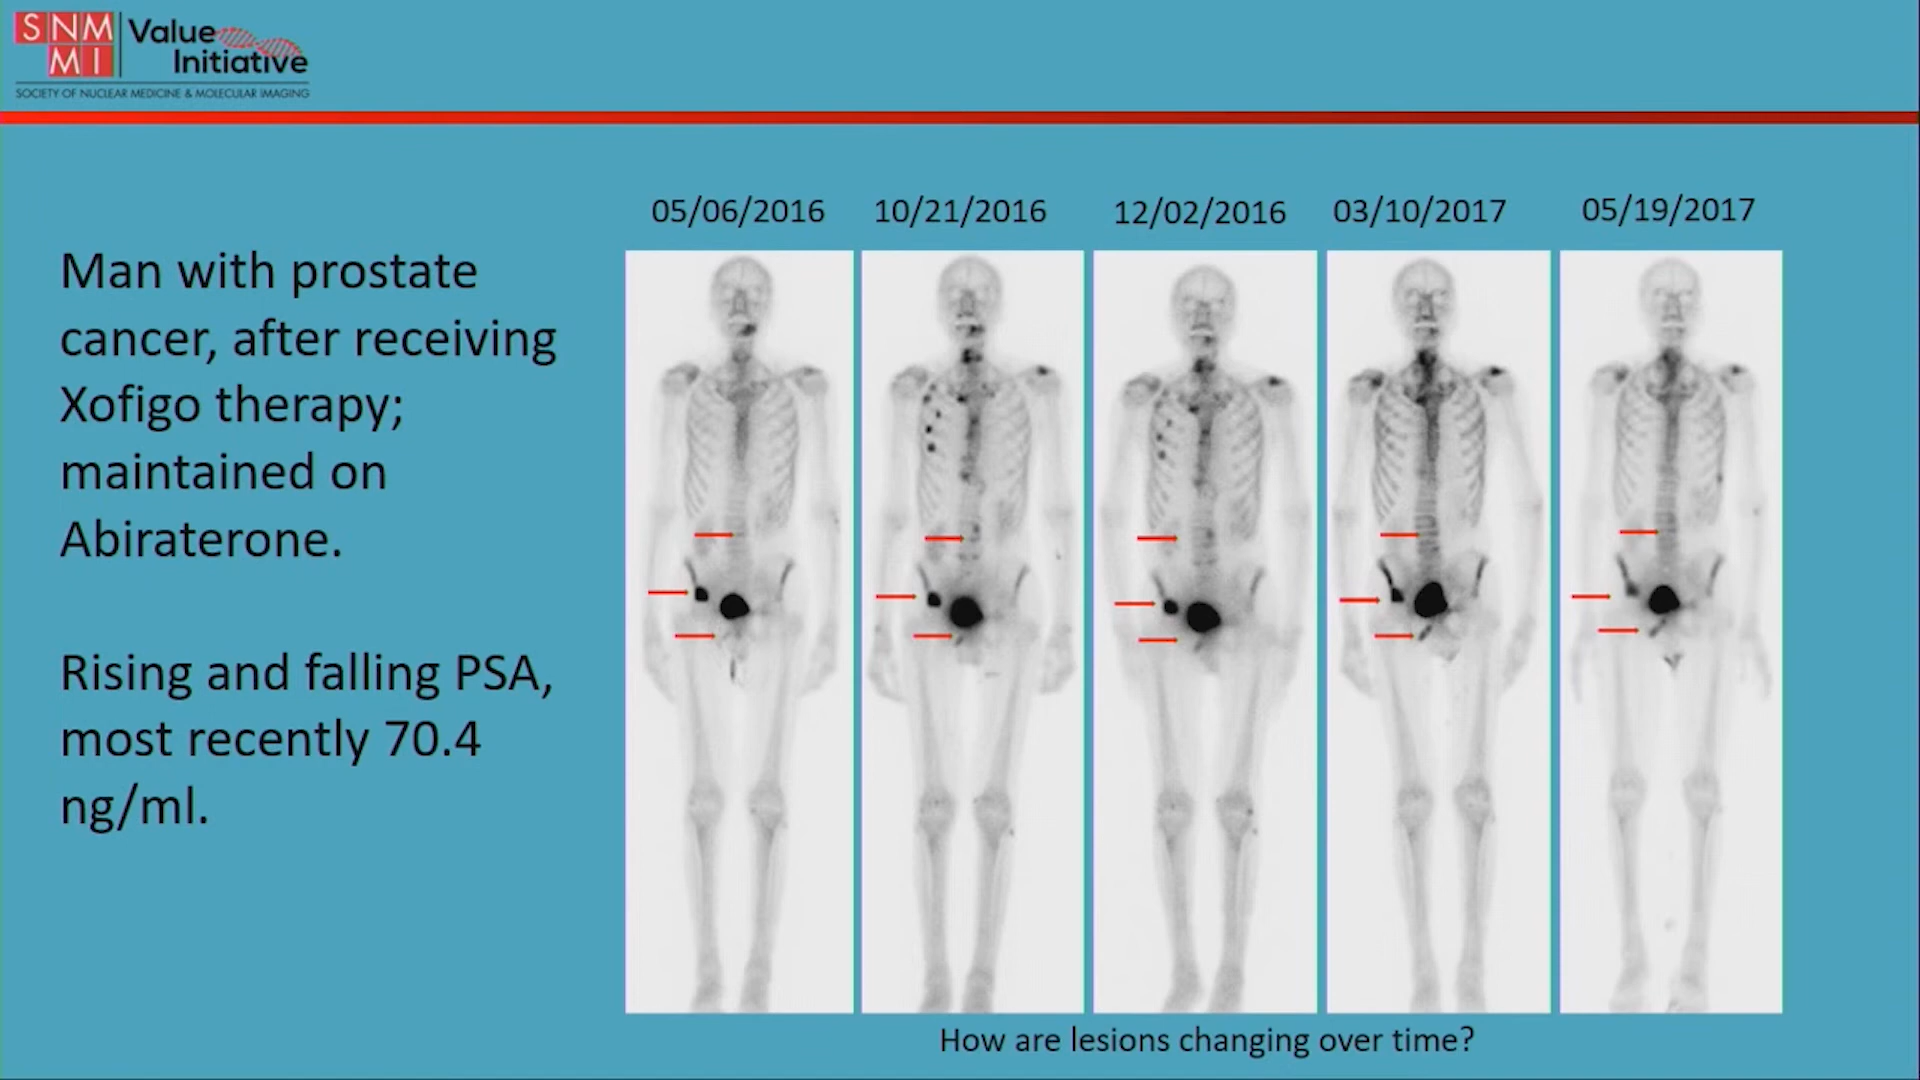 SNM
MI
Value
Initiative
SOCIETY OF NUCLEAR MEDICINE & MOLECULAR IMAGING
Man with prostate
cancer, after receiving
Xofigo therapy;
maintained on
Abiraterone.
Rising and falling PSA,
most recently 70.4
ng/ml.
05/06/2016
10/21/2016
12/02/2016
03/10/2017
05/19/2017
How are lesions changing over time?